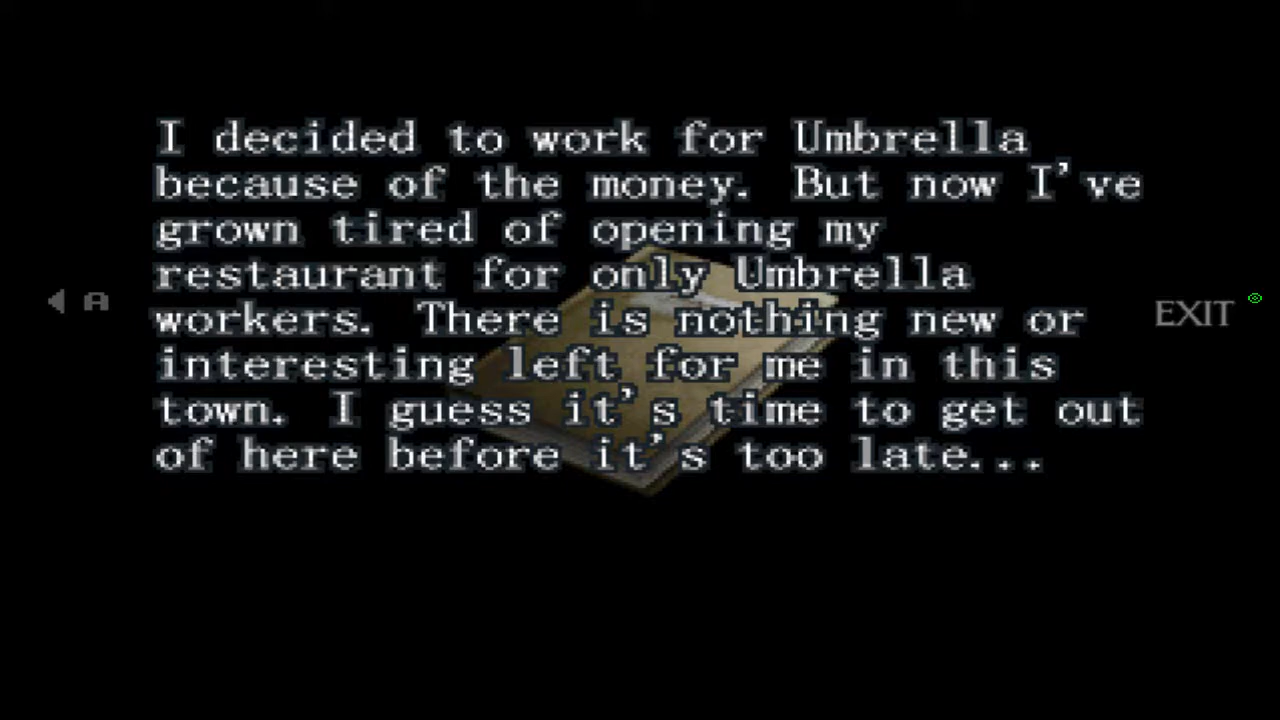 I decided to work for Umbrella
because of the money. But now I've
grown tired of opening my
restaurant for only Umbrella
workers. There is nothing new or
interesting left for me in this
town. I guess it's time to get out
of here before it's too late...
A
EXIT